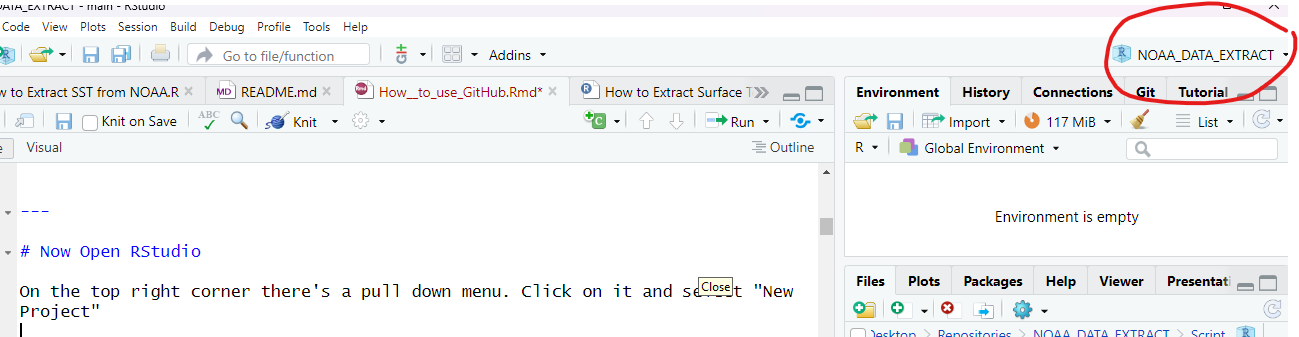 DATA_EXTRACT - main - RStudio
Code View Plots Session Build Debug Profile Tools Help
Go to file/function Addins NOAA_DATA_EXTRACT
w to Extract SST from NOAA.R README.md How__to_use_GitHub.Rmd* How to Extract Surface T
Environment History Connections Git Tutorial
Knit on Save ABC Knit Run
Import 117 MiB List
Visual Outline
R Global Environment
---
Environment is empty
# Now Open RStudio
Files Plots Packages Help Viewer Presentati
On the top right corner there's a pull down menu. Click on it and select "New
Close
Project"
Desktop > Repositories > NOAA_DATA_EXTRACT > Script